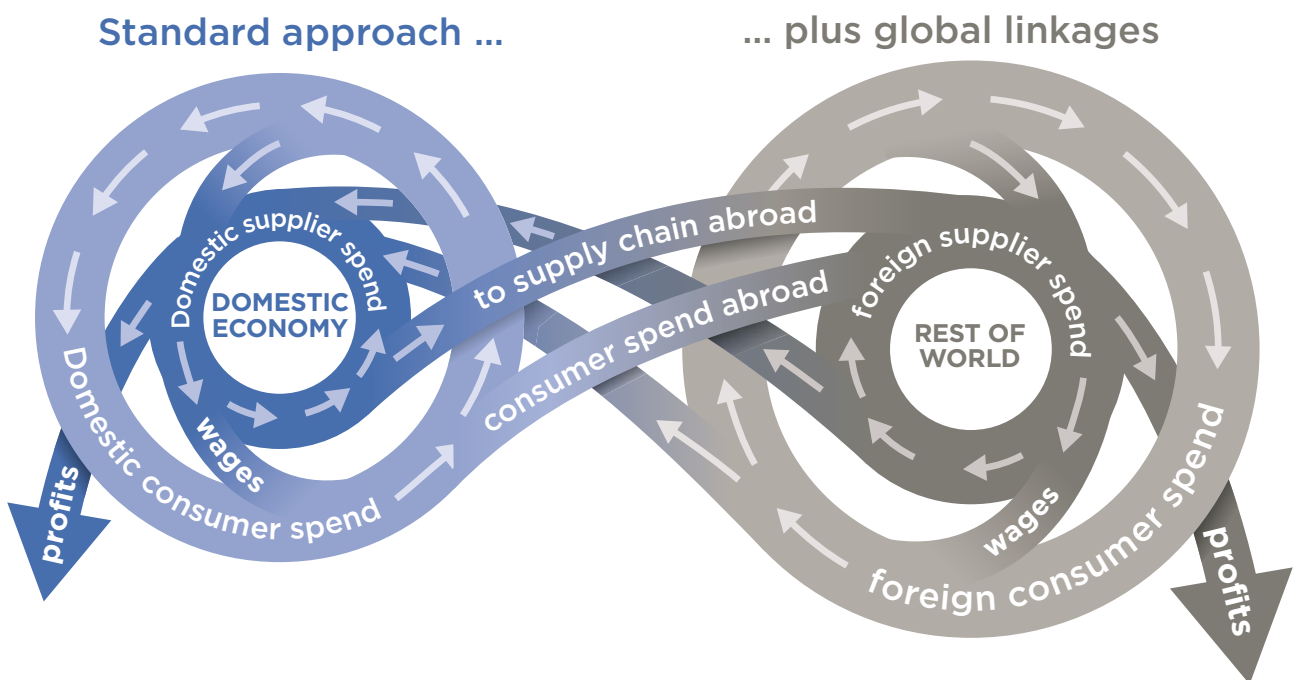 Standard approach ...
... plus global linkages
Domestic supplier spend
DOMESTIC
ECONOMY
wages
Domestic consumer spend
profits
to supply chain abroad
consumer spend abroad
foreign supplier spend
REST OF
WORLD
wages
foreign consumer spend
profits